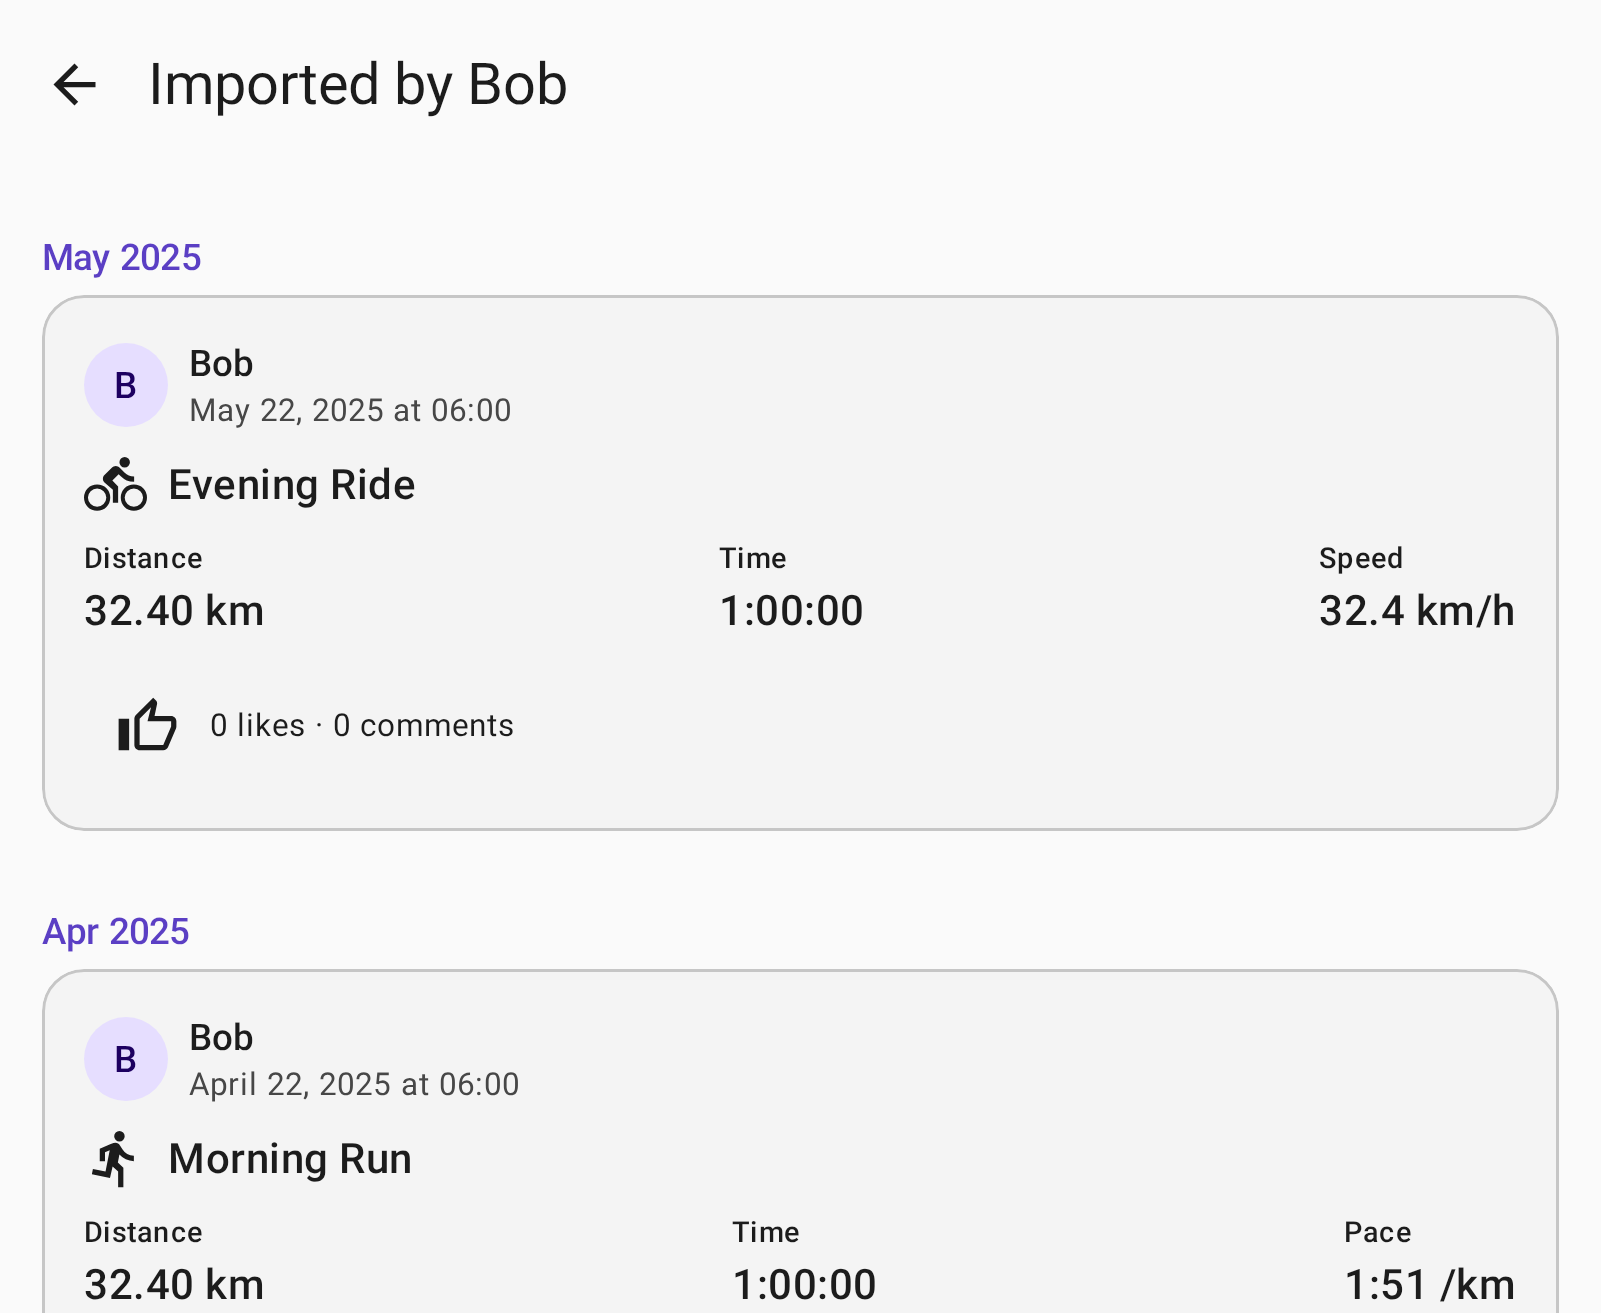 Imported by Bob
May 2025
B
Bob
May 22, 2025 at 06:00
Evening Ride
Distance Time Speed
32.40 km 1:00:00 32.4 km/h
0 likes · 0 comments
Apr 2025
B
Bob
April 22, 2025 at 06:00
Morning Run
Distance Time Pace
32.40 km 1:00:00 1:51 /km